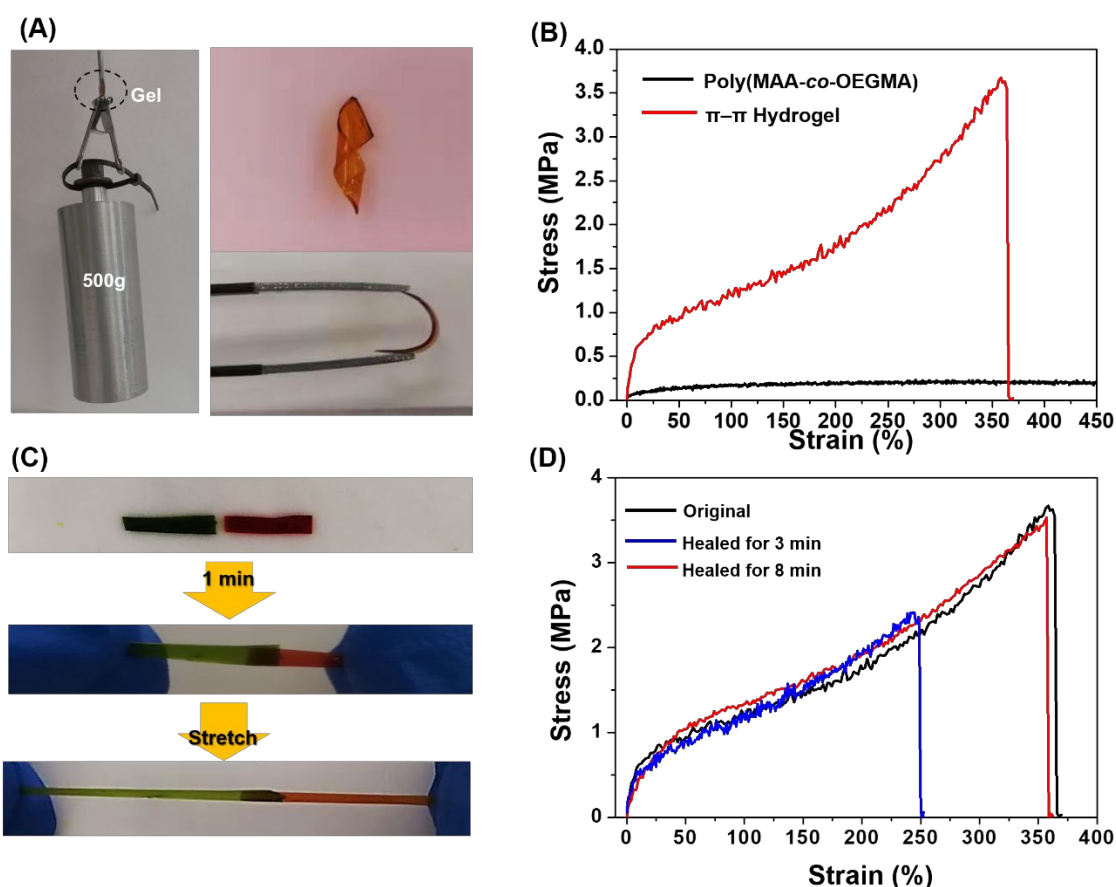 (A)
Gel
500g
(B)
Stress (MPa)
4.0
3.5
3.0
2.5
2.0
1.5
1.0
0.5
0.0
Poly(MAA-co-OEGMA)
π–π Hydrogel
0 50 100 150 200 250 300 350 400 450
Strain (%)
(C)
1 min
Stretch
(D)
Stress (MPa)
4
3
2
1
0
Original
Healed for 3 min
Healed for 8 min
0 50 100 150 200 250 300 350 400
Strain (%)